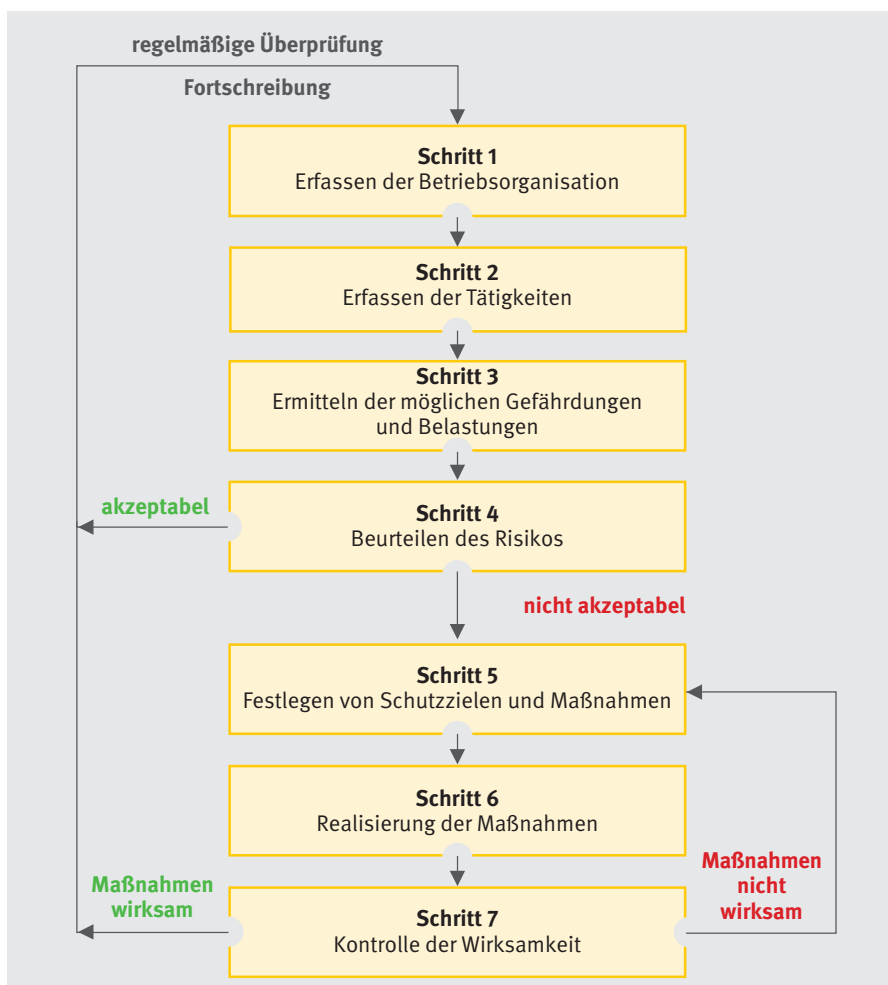 regelmäßige Überprüfung
Fortschreibung
Schritt 1
Erfassen der Betriebsorganisation
Schritt 2
Erfassen der Tätigkeiten
Schritt 3
Ermitteln der möglichen Gefährdungen
und Belastungen
akzeptabel
Schritt 4
Beurteilen des Risikos
nicht akzeptabel
Schritt 5
Festlegen von Schutzzielen und Maßnahmen
Schritt 6
Realisierung der Maßnahmen
Maßnahmen
nicht
wirksam
Maßnahmen
wirksam
Schritt 7
Kontrolle der Wirksamkeit